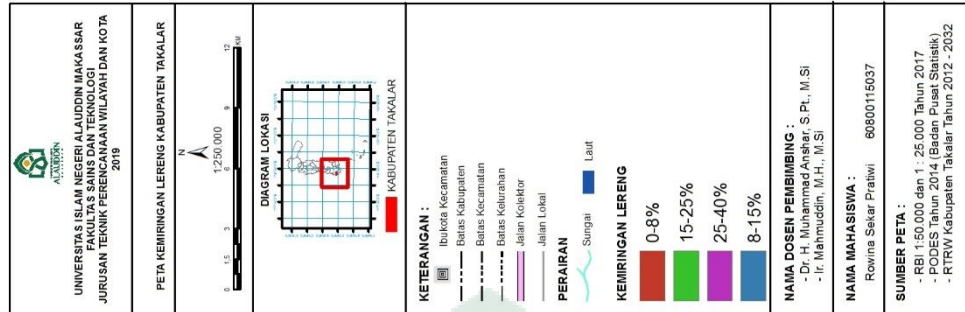 ALAUDDIN
UNIVERSITAS ISLAM NEGERI ALAUDDIN MAKASSAR
FAKULTAS SAINS DAN TEKNOLOGI
JURUSAN TEKNIK PERENCANAAN WILAYAH DAN KOTA
2019
PETA KEMIRINGAN LERENG KABUPATEN TAKALAR
N
1:250.000
0 1,5 3 6 9 12
KM
DIAGRAM LOKASI
KABUPATEN TAKALAR
KETERANGAN :
Ibukota Kecamatan
Batas Kabupaten
Batas Kecamatan
Batas Kelurahan
Jalan Kolektor
Jalan Lokal
PERAIRAN
Sungai Laut
KEMIRINGAN LERENG
0-8%
15-25%
25-40%
8-15%
NAMA DOSEN PEMBIMBING :
- Dr. H. Muhammad Anshar, S.Pt., M.Si
- Ir. Mahmuddin, M.H., M.Si
NAMA MAHASISWA :
Rowina Sekar Pratiwi 60800115037
SUMBER PETA :
- RBI 1:50.000 dan 1 : 25.000 Tahun 2017
- PODES Tahun 2014 (Badan Pusat Statistik)
- RTRW Kabupaten Takalar Tahun 2012 - 2032